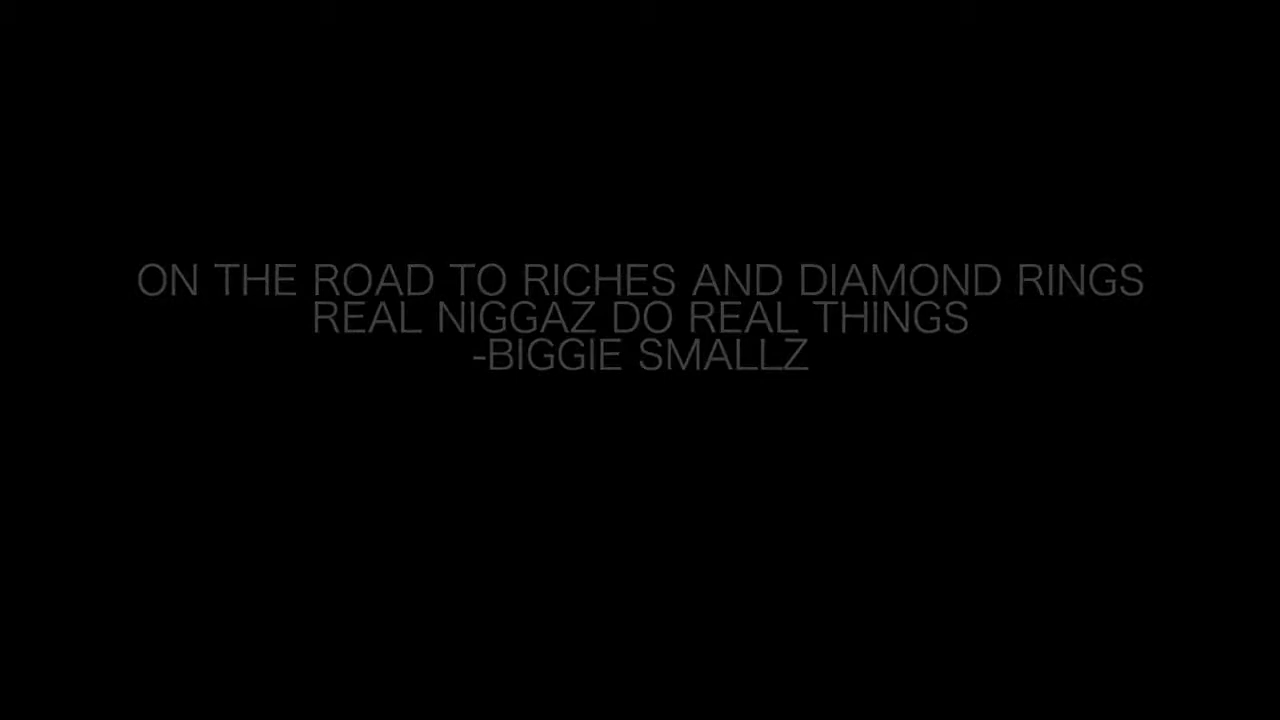 ON THE ROAD TO RICHES AND DIAMOND RINGS
REAL NIGGAZ DO REAL THINGS
-BIGGIE SMALLZ